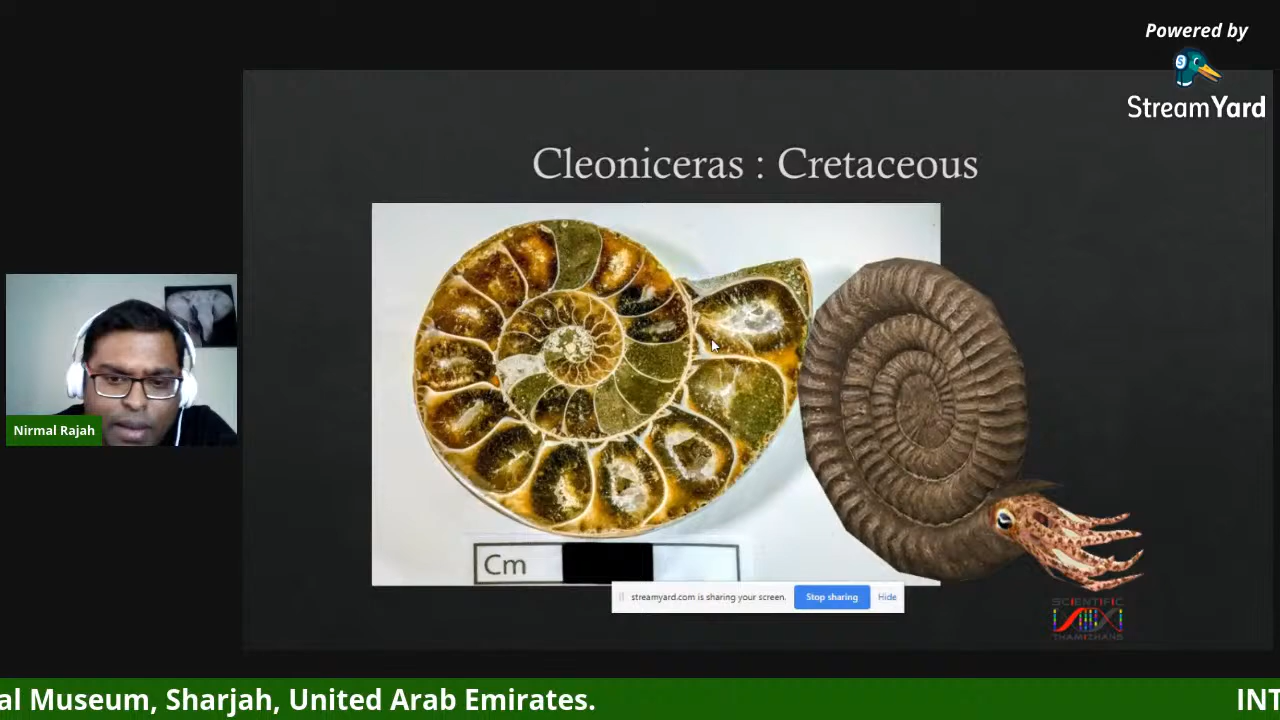 Powered by
StreamYard
Cleoniceras : Cretaceous
Nirmal Rajah
Cm
streamyard.com is sharing your screen.
Stop sharing
Hide
SCIENTIFIC
THAMIZHANS
al Museum, Sharjah, United Arab Emirates.
INT